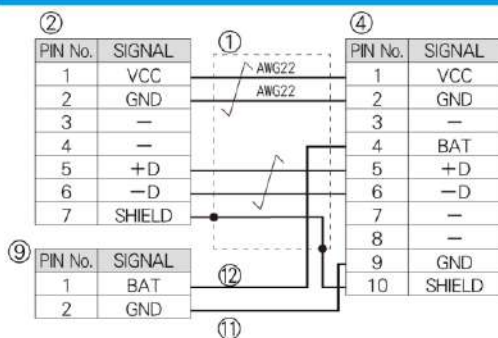 ② ① ④
PIN No. SIGNAL PIN No. SIGNAL
1 VCC AWG22 1 VCC
2 GND AWG22 2 GND
3 — 3 —
4 — 4 BAT
5 +D 5 +D
6 −D 6 −D
7 SHIELD 7 —
8 —
⑨ PIN No. SIGNAL 9 GND
1 BAT ⑫ 10 SHIELD
2 GND
⑪